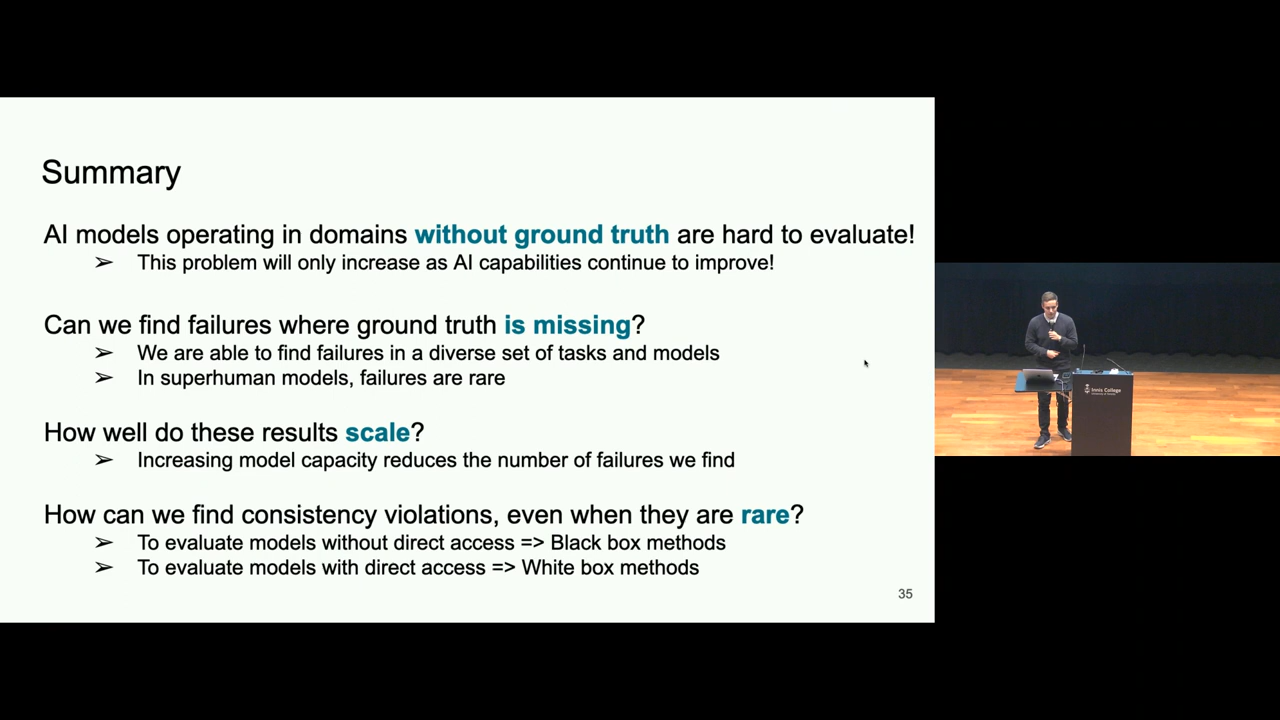 Summary
AI models operating in domains without ground truth are hard to evaluate!
➢ This problem will only increase as AI capabilities continue to improve!
Can we find failures where ground truth is missing?
➢ We are able to find failures in a diverse set of tasks and models
➢ In superhuman models, failures are rare
How well do these results scale?
➢ Increasing model capacity reduces the number of failures we find
How can we find consistency violations, even when they are rare?
➢ To evaluate models without direct access => Black box methods
➢ To evaluate models with direct access => White box methods
35
Innis College